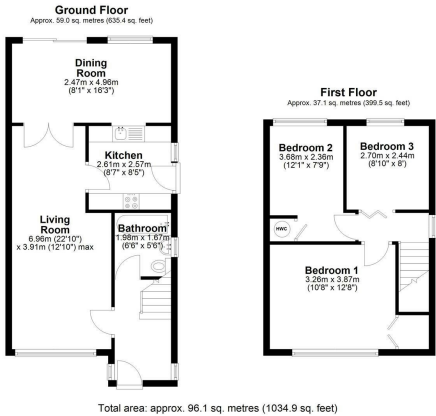 Ground Floor
Approx. 59.0 sq. metres (635.4 sq. feet)
Dining
Room
2.47m x 4.96m
(8'1" x 16'3")
Kitchen
2.61m x 2.57m
(8'7" x 8'5")
Living
Room
6.96m (22'10")
x 3.91m (12'10") max
Bathroom
1.98m x 1.67m
(6'6" x 5'6")
First Floor
Approx. 37.1 sq. metres (399.5 sq. feet)
Bedroom 2
3.68m x 2.36m
(12'1" x 7'9")
Bedroom 3
2.70m x 2.44m
(8'10" x 8')
HWC
Bedroom 1
3.26m x 3.87m
(10'8" x 12'8")
Total area: approx. 96.1 sq. metres (1034.9 sq. feet)